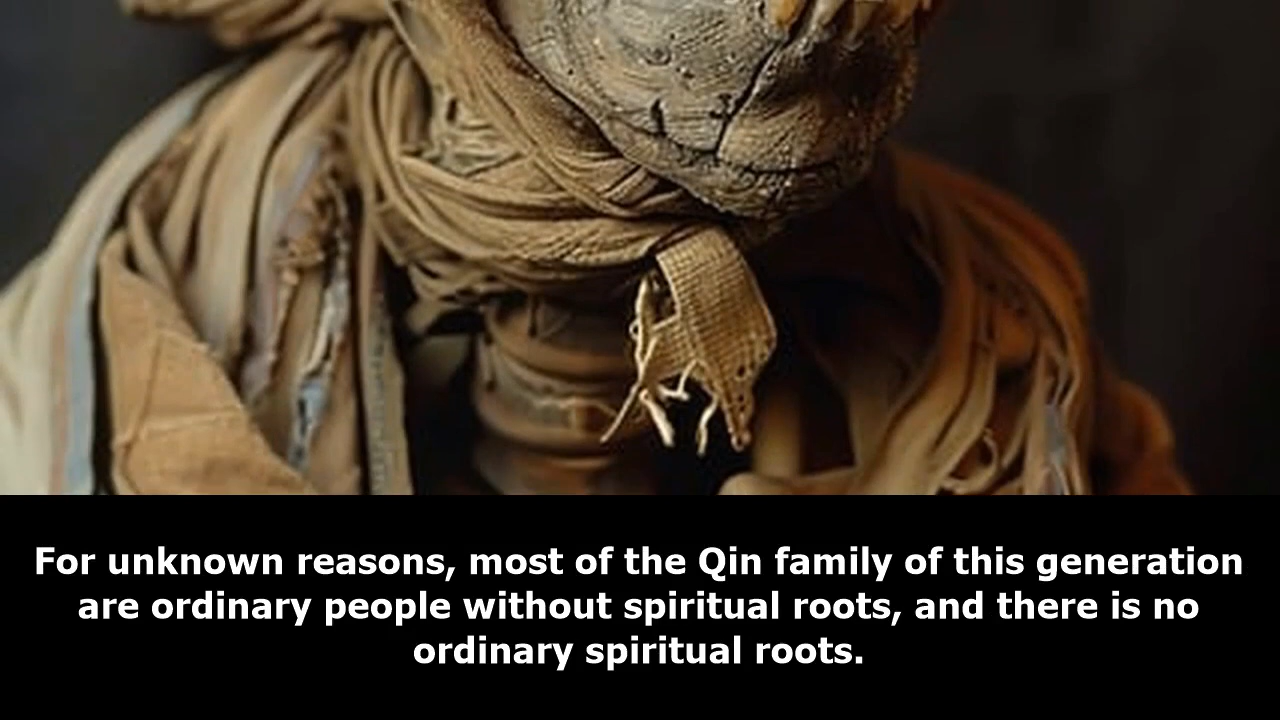 For unknown reasons, most of the Qin family of this generation
are ordinary people without spiritual roots, and there is no
ordinary spiritual roots.